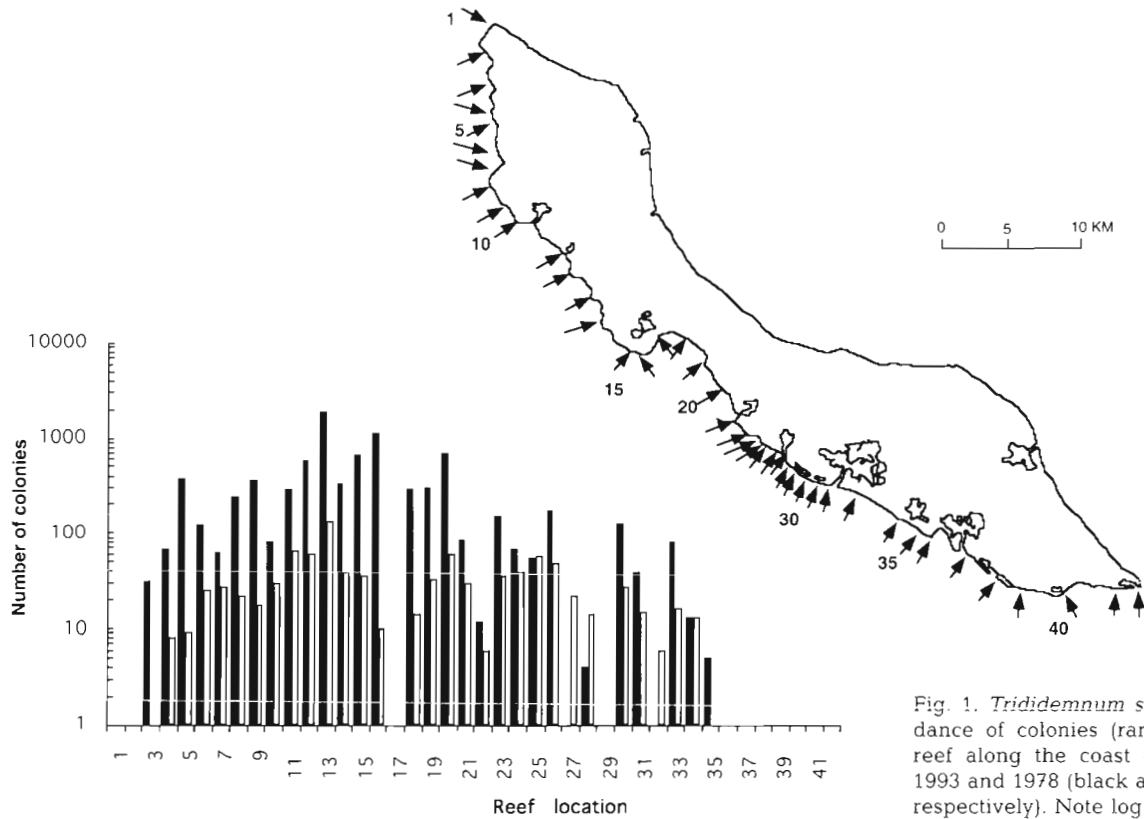 1
5
10
15
20
30
35
40
0 5 10 KM
10000
1000
100
10
1
Number of colonies
1 3 5 7 9 11 13 15 17 19 21 23 25 27 29 31 33 35 37 39 41
Reef location
Fig. 1. Trididemnum s
dance of colonies (ran
reef along the coast
1993 and 1978 (black a
respectively). Note log